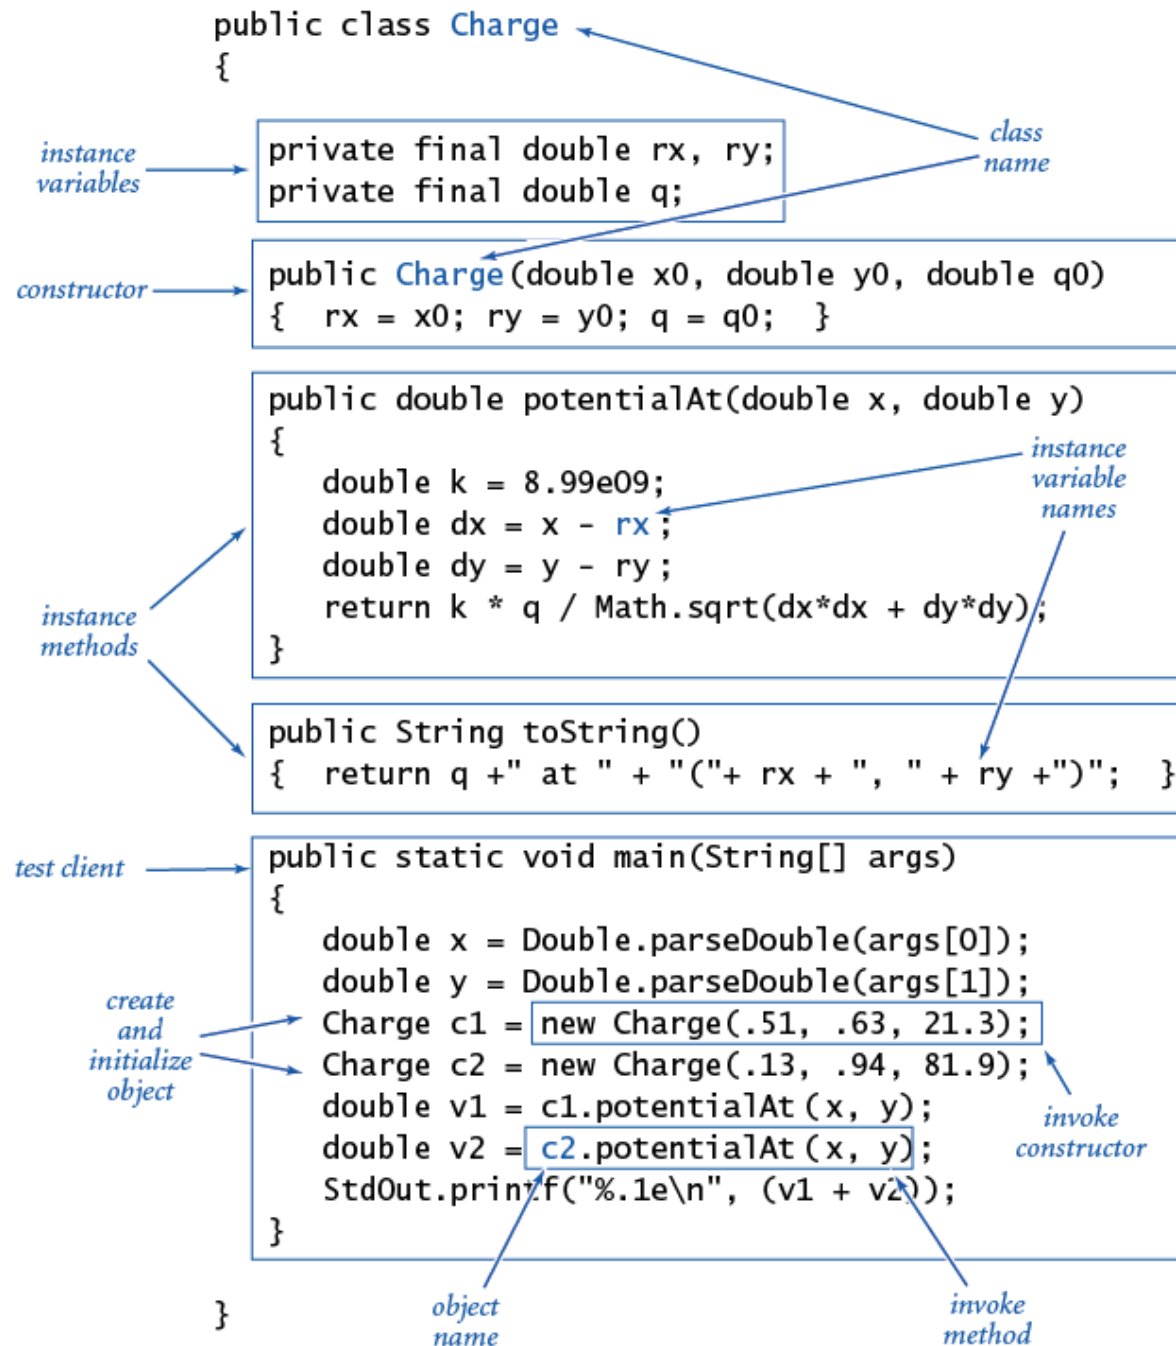 public class Charge
{
class
name
instance
variables
private final double rx, ry;
private final double q;
constructor
public Charge(double x0, double y0, double q0)
{  rx = x0; ry = y0; q = q0;  }
instance
methods
public double potentialAt(double x, double y)
{
   double k = 8.99e09;
   double dx = x - rx;
   double dy = y - ry;
   return k * q / Math.sqrt(dx*dx + dy*dy);
}
instance
variable
names
public String toString()
{  return q +" at " + "("+ rx + ", " + ry +")";  }
test client
public static void main(String[] args)
{
   double x = Double.parseDouble(args[0]);
   double y = Double.parseDouble(args[1]);
   Charge c1 = new Charge(.51, .63, 21.3);
   Charge c2 = new Charge(.13, .94, 81.9);
   double v1 = c1.potentialAt(x, y);
   double v2 = c2.potentialAt(x, y);
   StdOut.printf("%.1e\n", (v1 + v2));
}
create
and
initialize
object
invoke
constructor
}
object
name
invoke
method